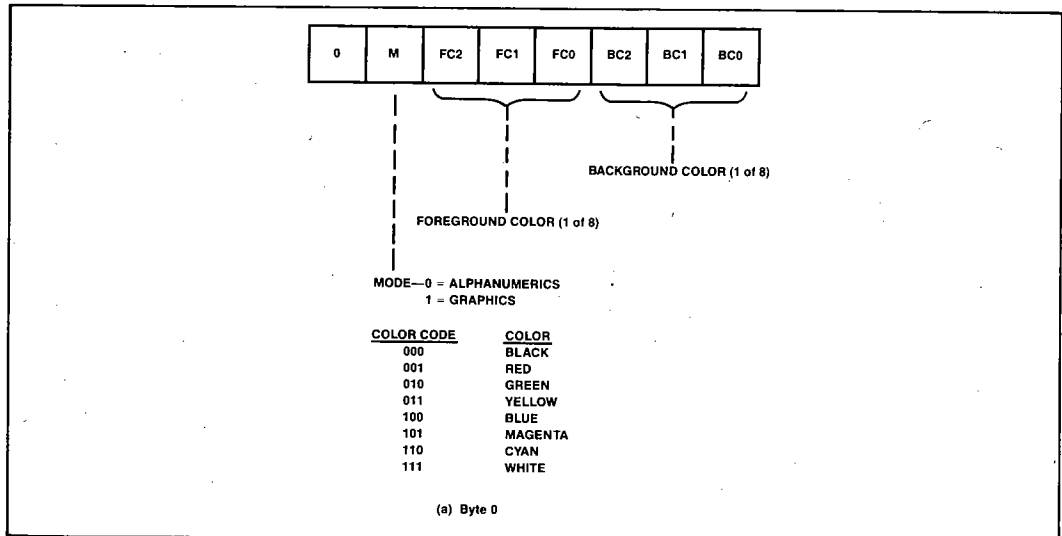 0 M FC2 FC1 FC0 BC2 BC1 BC0
BACKGROUND COLOR (1 of 8)
FOREGROUND COLOR (1 of 8)
MODE—0 = ALPHANUMERICS
1 = GRAPHICS
COLOR CODE COLOR
000 BLACK
001 RED
010 GREEN
011 YELLOW
100 BLUE
101 MAGENTA
110 CYAN
111 WHITE
(a) Byte 0